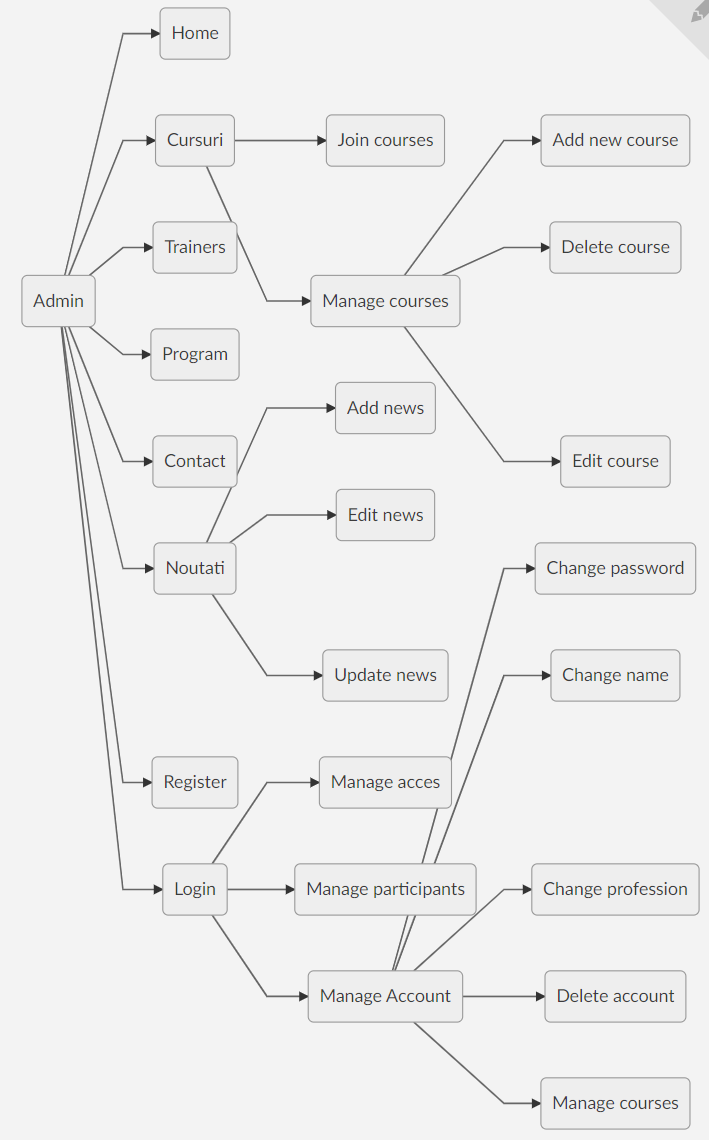 Home
Cursuri
Join courses
Add new course
Trainers
Delete course
Admin
Manage courses
Program
Add news
Contact
Edit course
Edit news
Noutati
Change password
Update news
Change name
Register
Manage acces
Login
Manage participants
Change profession
Manage Account
Delete account
Manage courses